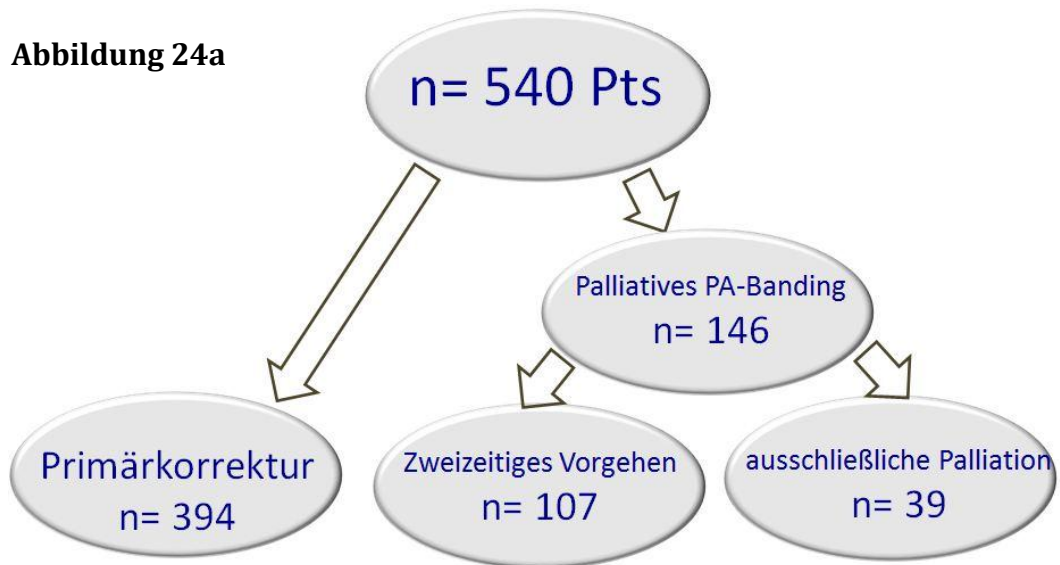 Abbildung 24a
n= 540 Pts
Palliatives PA-Banding
n= 146
Primärkorrektur
n= 394
Zweizeitiges Vorgehen
n= 107
ausschließliche Palliation
n= 39